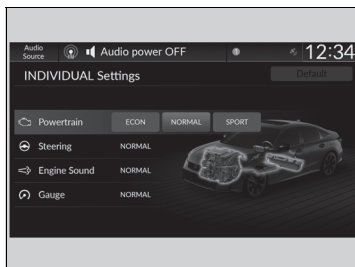 Audio
Source
Audio power OFF
12:34
INDIVIDUAL Settings
Default
Powertrain ECON NORMAL SPORT
Steering NORMAL
Engine Sound NORMAL
Gauge NORMAL